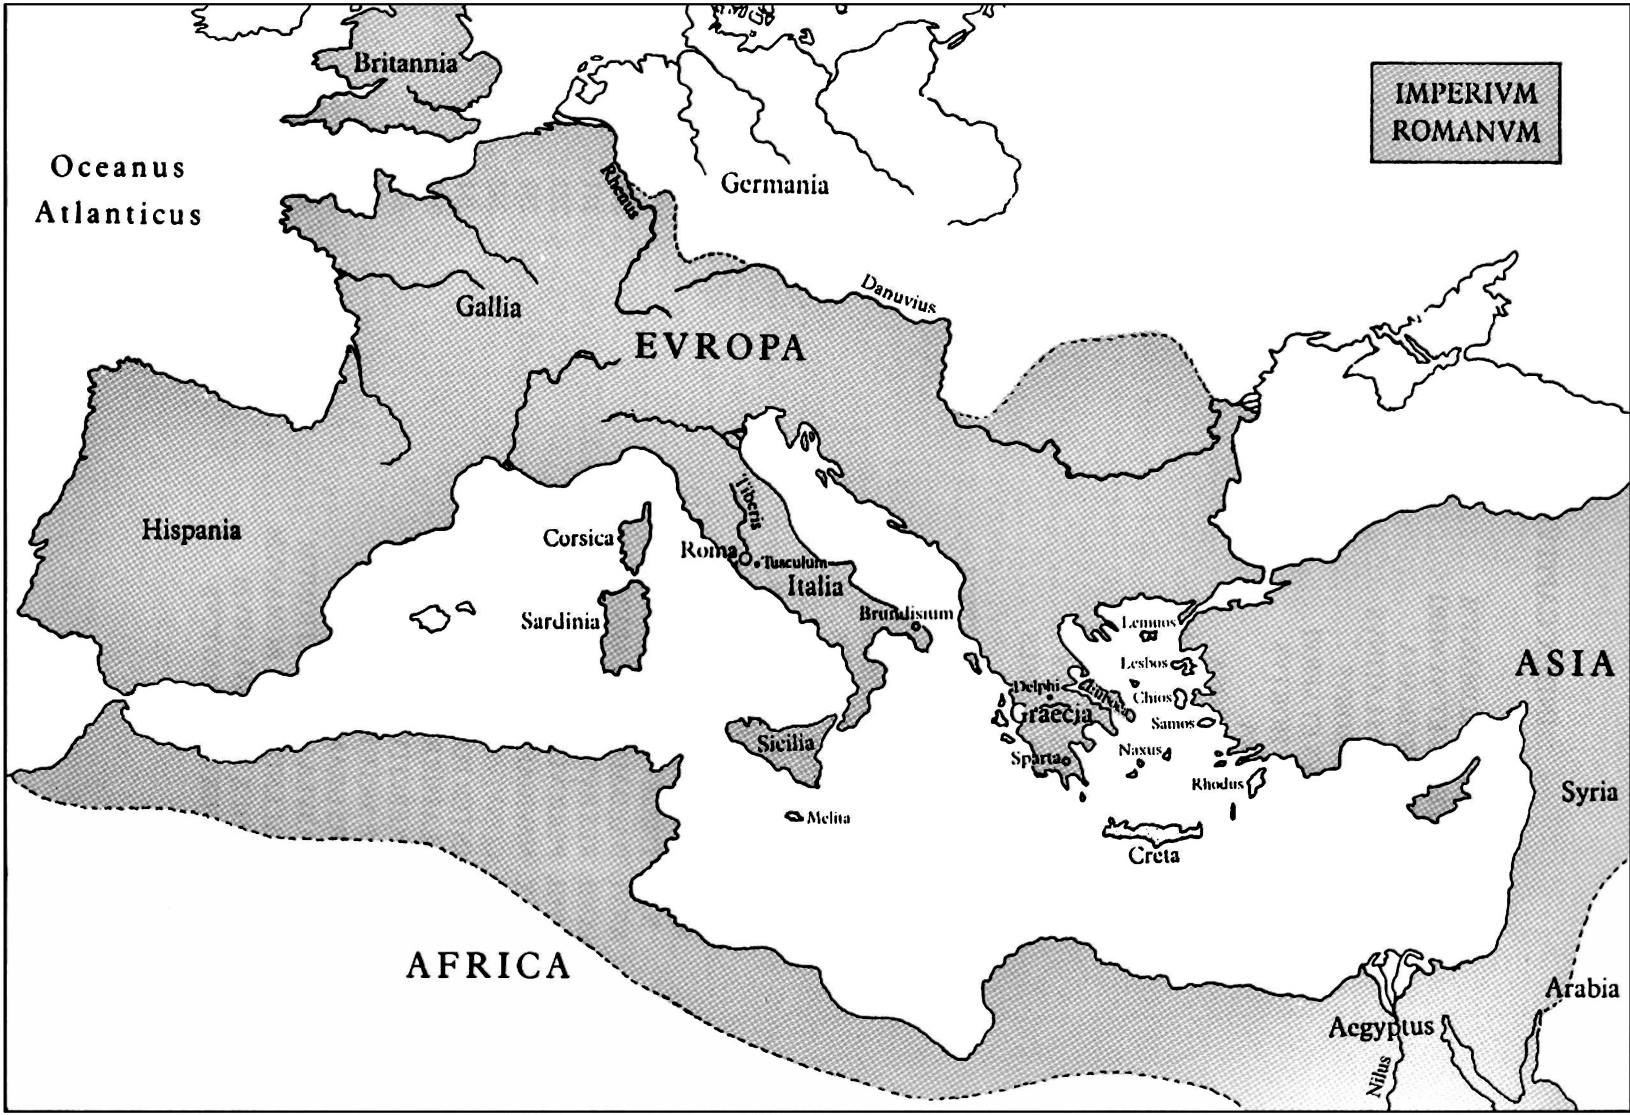 Britannia
IMPERIVM
ROMANVM
Oceanus
Atlanticus
Rhenus
Germania
Danuvius
Gallia
EVROPA
Hispania
Tiberis
Corsica
Roma
Tusculum
Italia
Sardinia
Brundisium
Lemnos
Lesbos
ASIA
Delphi
Euboea
Chios
Graecia
Samos
Sicilia
Naxus
Sparta
Rhodus
Syria
Melita
Creta
AFRICA
Arabia
Aegyptus
Nilus